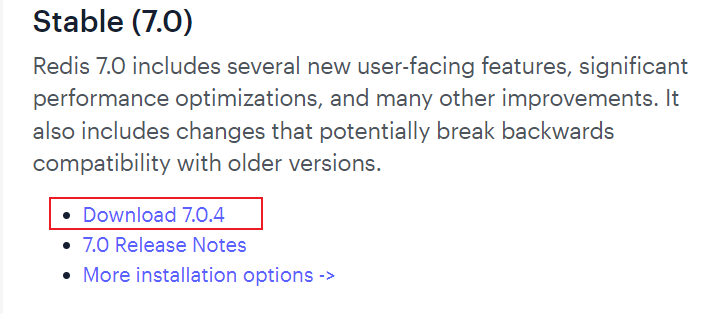 Stable (7.0)
Redis 7.0 includes several new user-facing features, significant
performance optimizations, and many other improvements. It
also includes changes that potentially break backwards
compatibility with older versions.
• Download 7.0.4
• 7.0 Release Notes
• More installation options ->